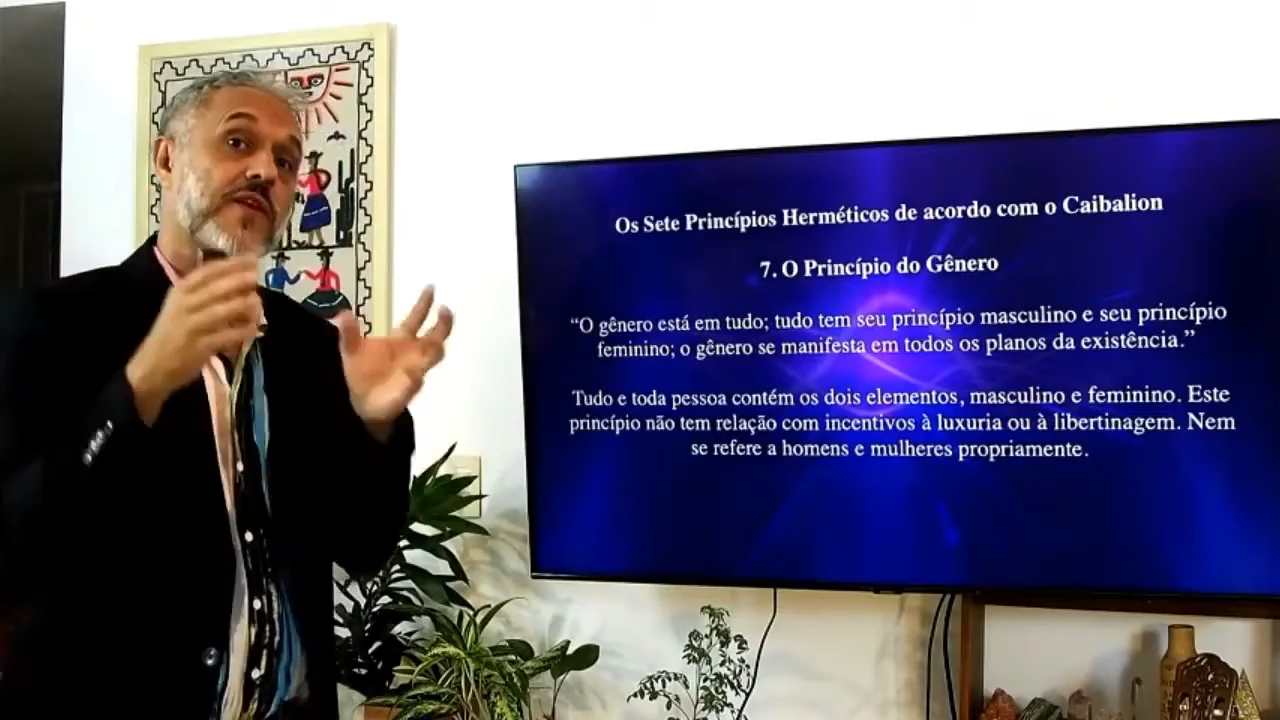 Os Sete Princípios Herméticos de acordo com o Caibalion
7. O Princípio do Gênero
“O gênero está em tudo; tudo tem seu princípio masculino e seu princípio
feminino; o gênero se manifesta em todos os planos da existência.”
Tudo e toda pessoa contém os dois elementos, masculino e feminino. Este
princípio não tem relação com incentivos à luxuria ou à libertinagem. Nem
se refere a homens e mulheres propriamente.